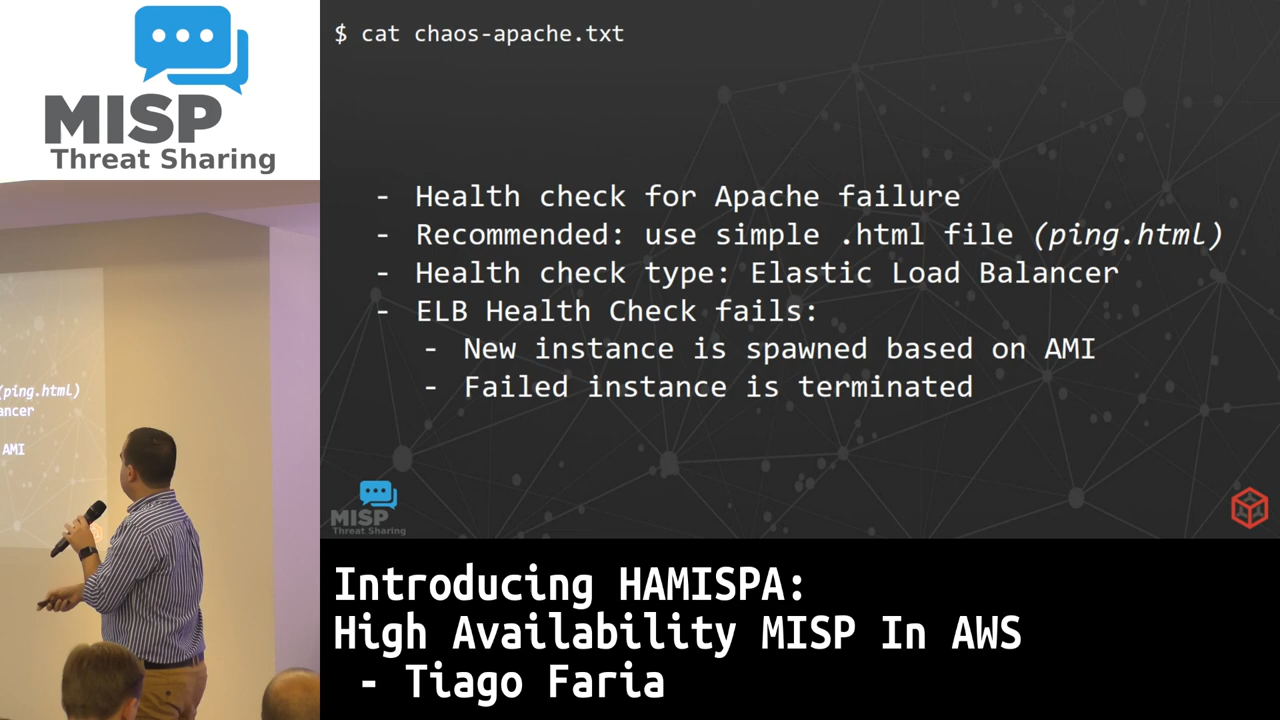 MISP
Threat Sharing
$ cat chaos-apache.txt
- Health check for Apache failure
- Recommended: use simple .html file (ping.html)
- Health check type: Elastic Load Balancer
- ELB Health Check fails:
- New instance is spawned based on AMI
- Failed instance is terminated
(ping.html)
ancer
AMI
MISP
Threat Sharing
Introducing HAMISPA:
High Availability MISP In AWS
- Tiago Faria